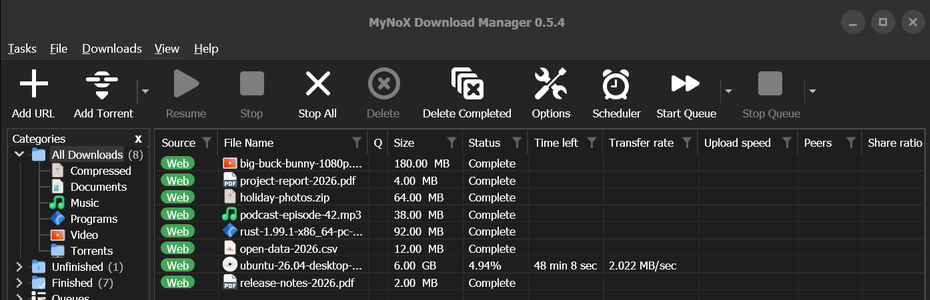 MyNoX Download Manager 0.5.4
Tasks File Downloads View Help
Add URL Add Torrent Resume Stop Stop All Delete Delete Completed Options Scheduler Start Queue Stop Queue
Categories x Source File Name Q Size Status Time left Transfer rate Upload speed Peers Share ratio
All Downloads (8) Web big-buck-bunny-1080p.... 180.00 MB Complete
Compressed Web project-report-2026.pdf 4.00 MB Complete
Documents Web holiday-photos.zip 64.00 MB Complete
Music Web podcast-episode-42.mp3 38.00 MB Complete
Programs Web rust-1.99.1-x86_64-pc-... 92.00 MB Complete
Video Web open-data-2026.csv 12.00 MB Complete
Torrents Web ubuntu-26.04-desktop-... 6.00 GB 4.94% 48 min 8 sec 2.022 MB/sec
Unfinished (1) Web release-notes-2026.pdf 2.00 MB Complete
Finished (7)
Queues